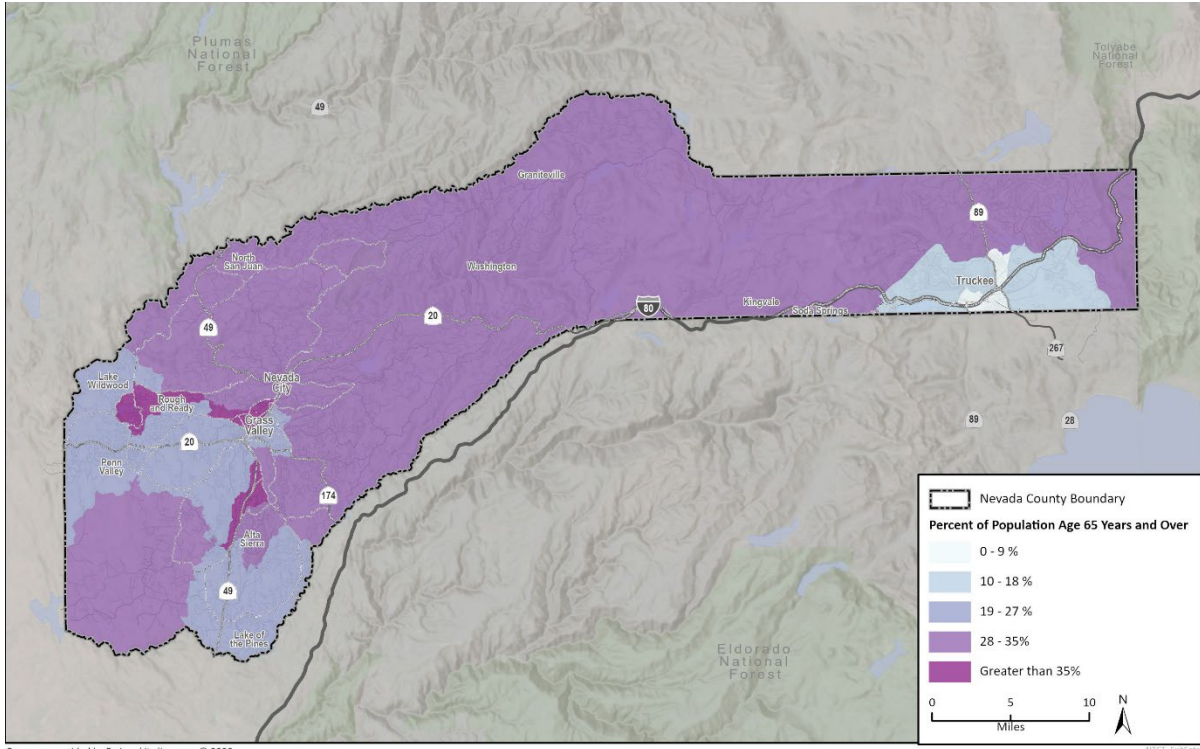 Plumas
National
Forest
Toiyabe
National
Forest
49
Graniteville
89
North
San Juan
Washington
Truckee
Kingvale
80
Soda Springs
20
49
267
Lake
Wildwood
Nevada
City
Rough
and Ready
Grass
Valley
20
89
28
Penn
Valley
174
Alta
Sierra
49
Lake of
the Pines
Eldorado
National
Forest
Nevada County Boundary
Percent of Population Age 65 Years and Over
0 - 9 %
10 - 18 %
19 - 27 %
28 - 35%
Greater than 35%
0 5 10
Miles
N